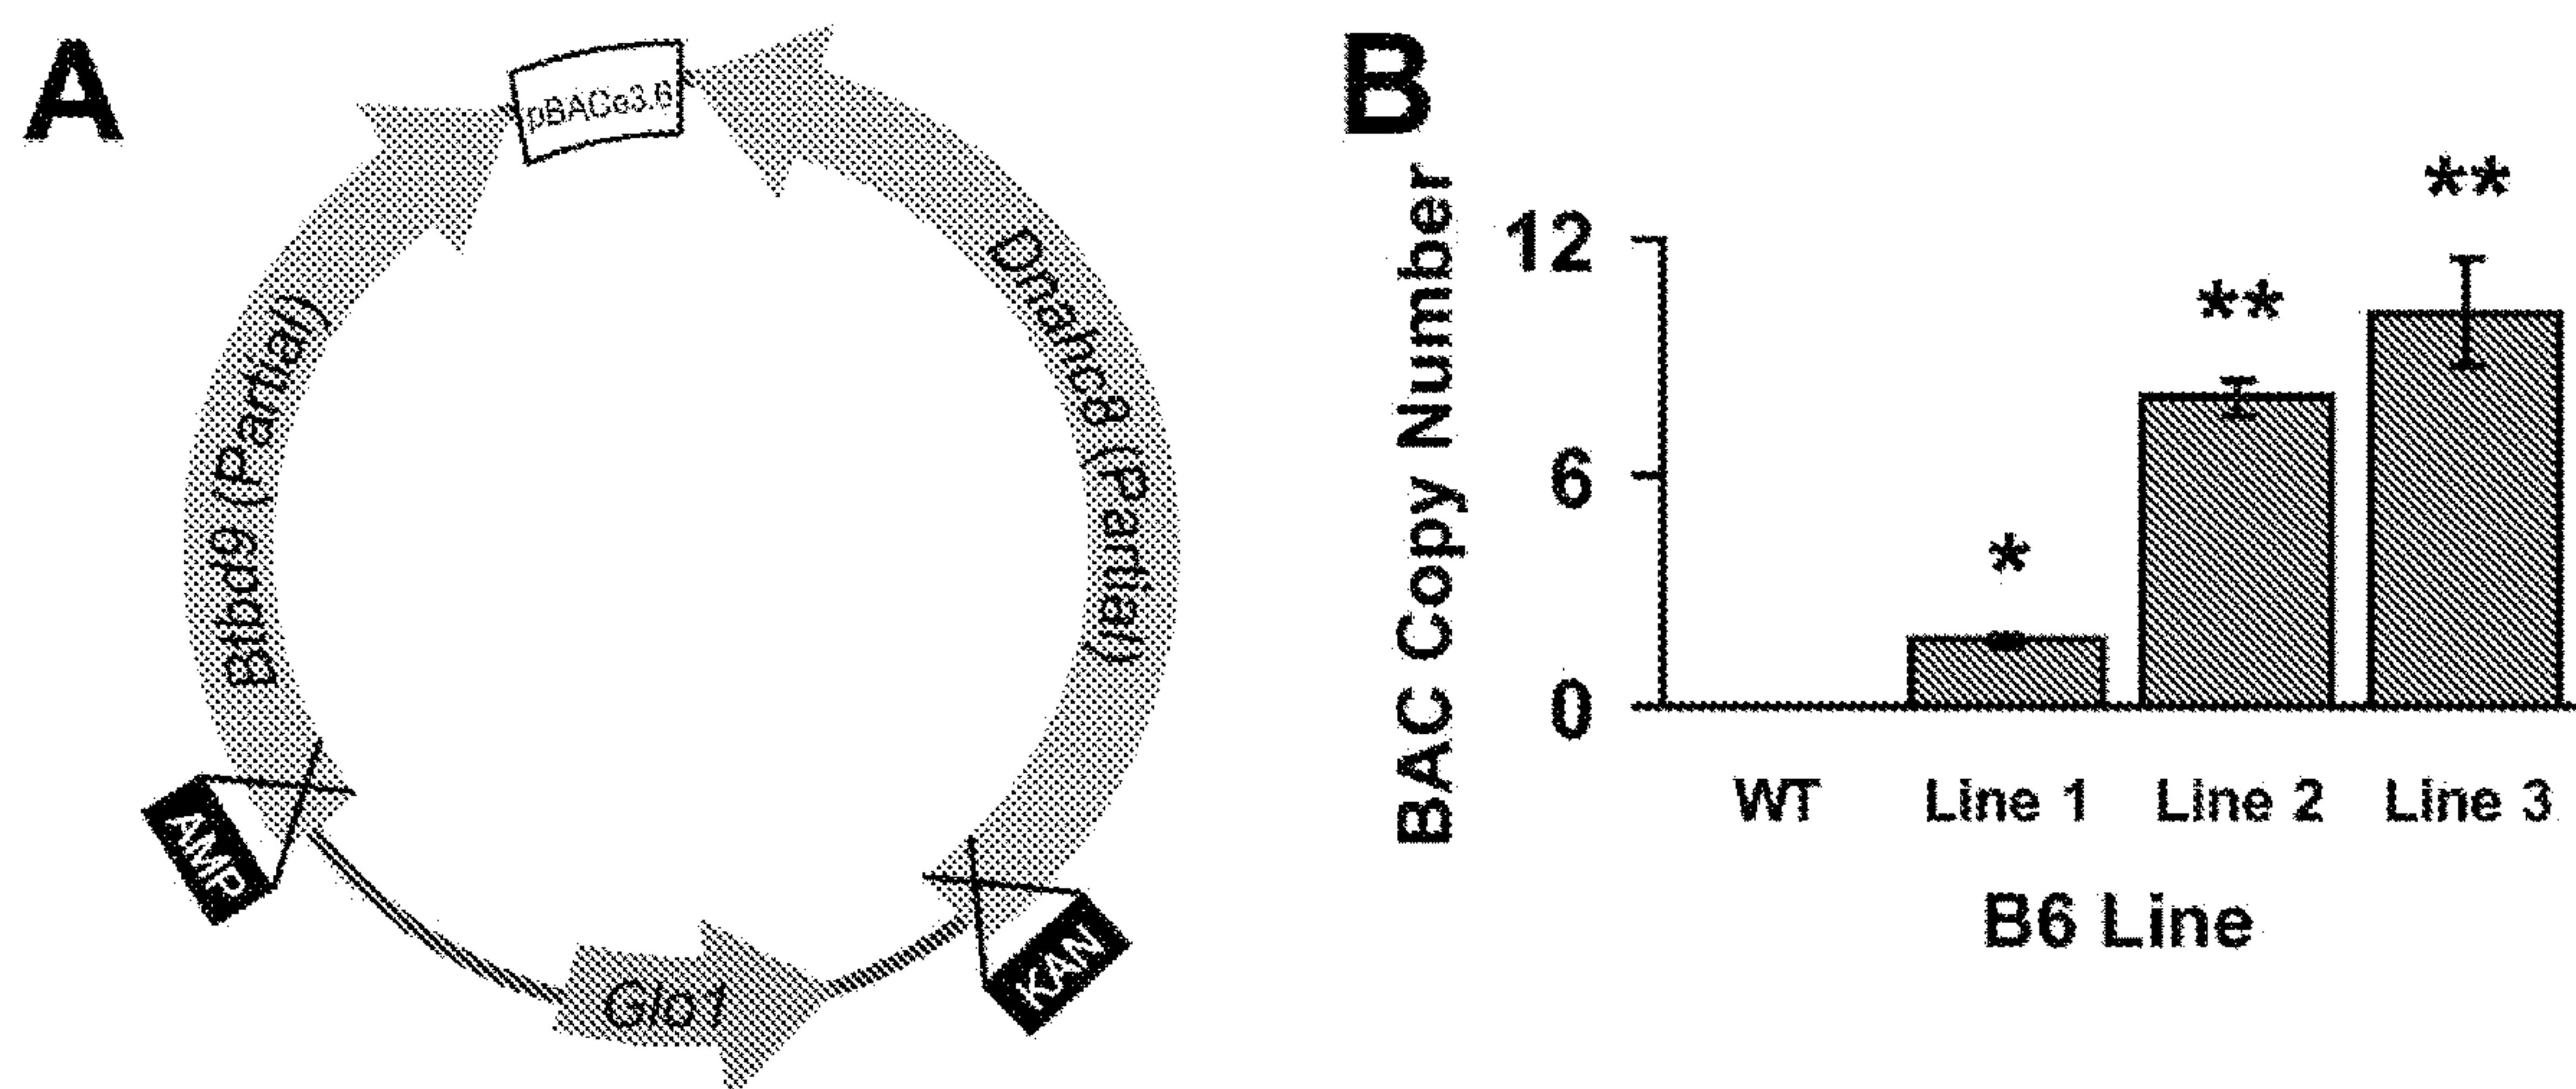 A
pBACe3.6
Btbd9 (Partial)
Dnahc8 (Partial)
AMP
Glo1
KAN
B
BAC Copy Number
12
6
0
*
**
**
WT Line 1 Line 2 Line 3
B6 Line